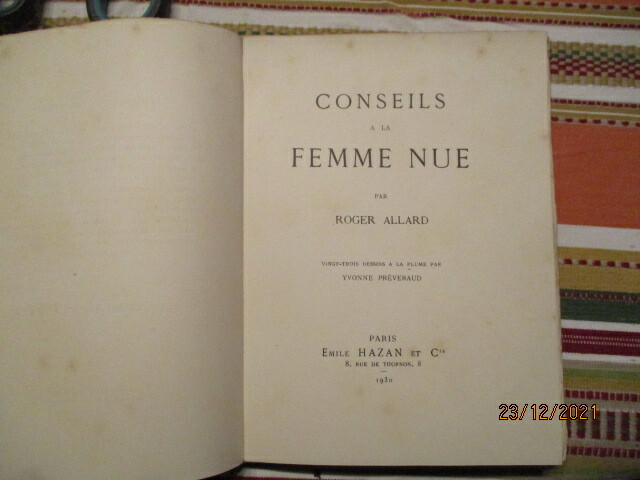 CONSEILS
A LA
FEMME NUE
PAR
ROGER ALLARD
VINGT-TROIS DESSINS A LA PLUME PAR
YVONNE PRÉVERAUD
PARIS
EMILE HAZAN ET Cie
8, RUE DE TOURNON, 8
1930
23/12/2021